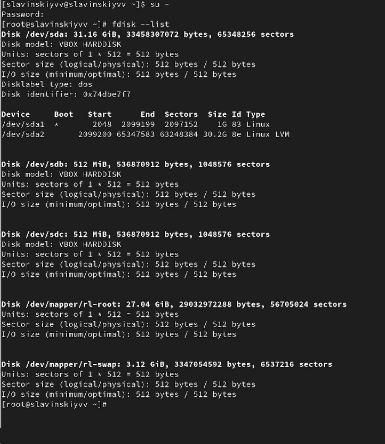 [slavinskiyvv@slavinskiyvv ~]$ su -
Password:
[root@slavinskiyvv ~]# fdisk --list
Disk /dev/sda: 31.16 GiB, 33458307072 bytes, 65348256 sectors
Disk model: VBOX HARDDISK
Units: sectors of 1 * 512 = 512 bytes
Sector size (logical/physical): 512 bytes / 512 bytes
I/O size (minimum/optimal): 512 bytes / 512 bytes
Disklabel type: dos
Disk identifier: 0x74dbe7f7
Device     Boot   Start      End  Sectors  Size Id Type
/dev/sda1  *       2048  2099199  2097152    1G 83 Linux
/dev/sda2       2099200 65347583 63248384 30.2G 8e Linux LVM
Disk /dev/sdb: 512 MiB, 536870912 bytes, 1048576 sectors
Disk model: VBOX HARDDISK
Units: sectors of 1 * 512 = 512 bytes
Sector size (logical/physical): 512 bytes / 512 bytes
I/O size (minimum/optimal): 512 bytes / 512 bytes
Disk /dev/sdc: 512 MiB, 536870912 bytes, 1048576 sectors
Disk model: VBOX HARDDISK
Units: sectors of 1 * 512 = 512 bytes
Sector size (logical/physical): 512 bytes / 512 bytes
I/O size (minimum/optimal): 512 bytes / 512 bytes
Disk /dev/mapper/rl-root: 27.04 GiB, 29032972288 bytes, 56705024 sectors
Units: sectors of 1 * 512 = 512 bytes
Sector size (logical/physical): 512 bytes / 512 bytes
I/O size (minimum/optimal): 512 bytes / 512 bytes
Disk /dev/mapper/rl-swap: 3.12 GiB, 3347054592 bytes, 6537216 sectors
Units: sectors of 1 * 512 = 512 bytes
Sector size (logical/physical): 512 bytes / 512 bytes
I/O size (minimum/optimal): 512 bytes / 512 bytes
[root@slavinskiyvv ~]#